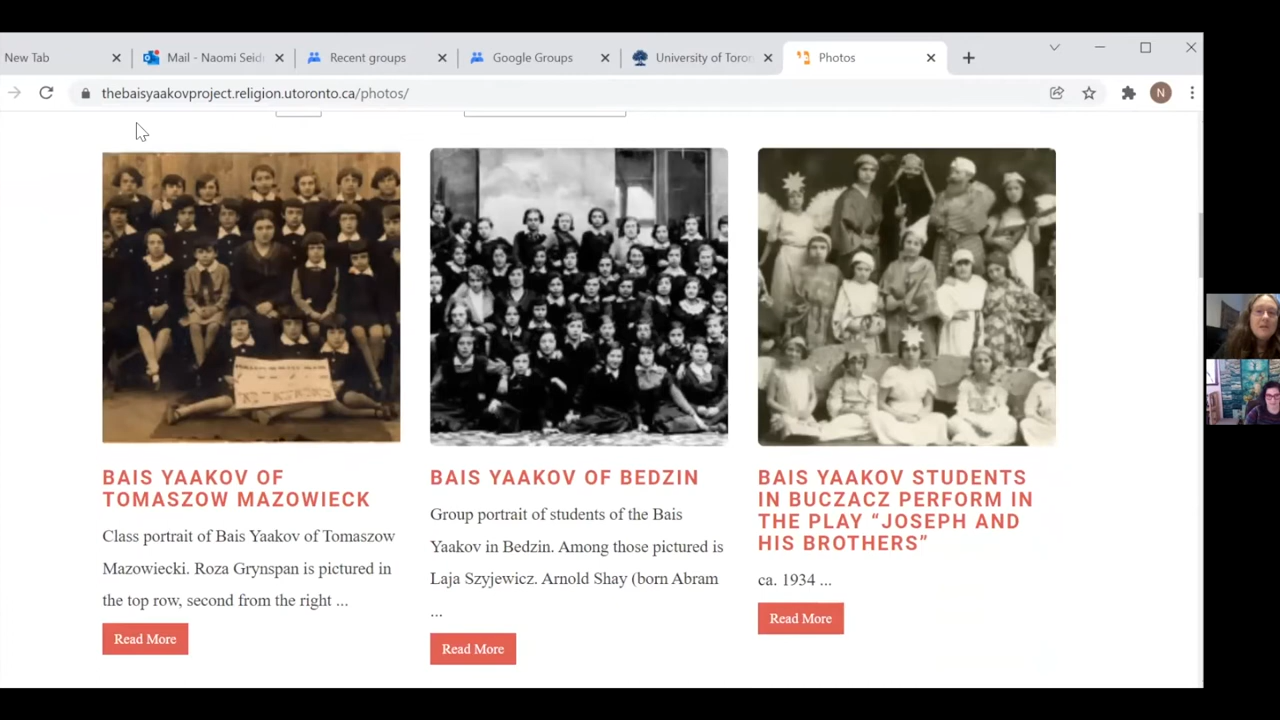 New Tab
Mail - Naomi Seid
Recent groups
Google Groups
University of Toron
Photos
thebaisyaakovproject.religion.utoronto.ca/photos/
N
BAIS YAAKOV OF
TOMASZOW MAZOWIECK
Class portrait of Bais Yaakov of Tomaszow
Mazowiecki. Roza Grynspan is pictured in
the top row, second from the right ...
Read More
BAIS YAAKOV OF BEDZIN
Group portrait of students of the Bais
Yaakov in Bedzin. Among those pictured is
Laja Szyjewicz. Arnold Shay (born Abram
...
Read More
BAIS YAAKOV STUDENTS
IN BUCZACZ PERFORM IN
THE PLAY “JOSEPH AND
HIS BROTHERS”
ca. 1934 ...
Read More